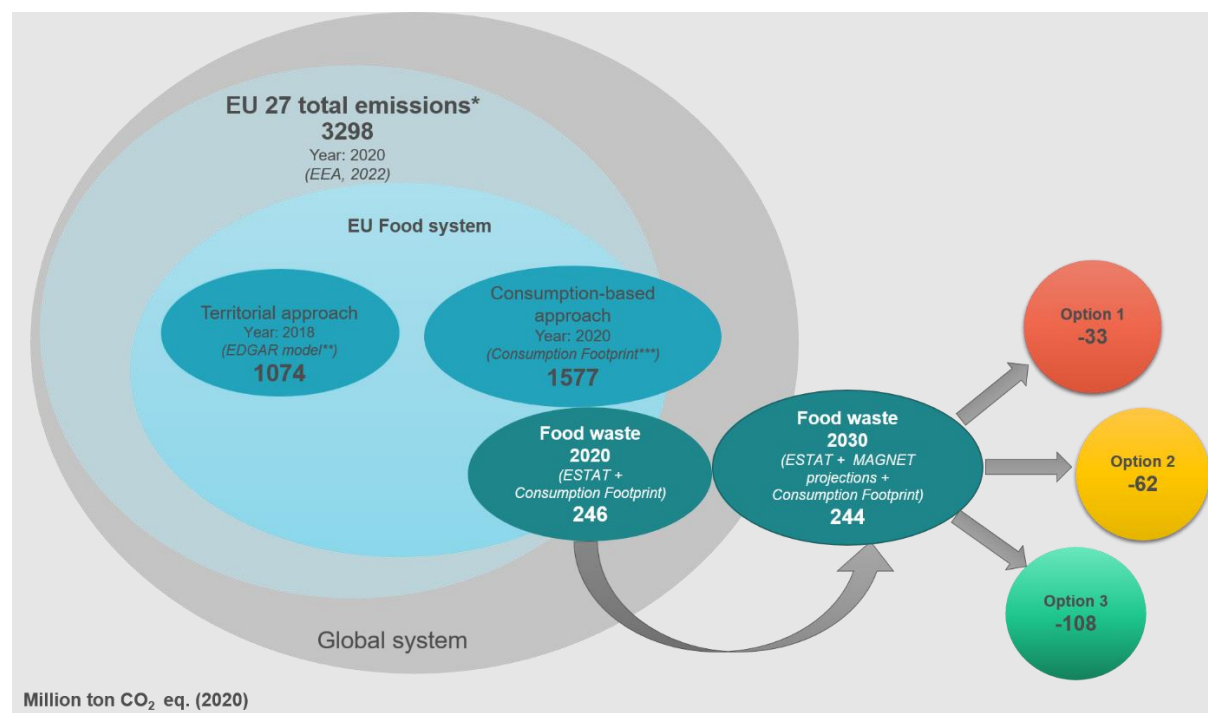 EU 27 total emissions*
3298
Year: 2020
(EEA, 2022)
EU Food system
Territorial approach
Year: 2018
(EDGAR model**)
1074
Consumption-based
approach
Year: 2020
(Consumption Footprint***)
1577
Food waste
2020
(ESTAT +
Consumption Footprint)
246
Food waste
2030
(ESTAT + MAGNET
projections +
Consumption Footprint)
244
Option 1
-33
Option 2
-62
Option 3
-108
Global system
Million ton CO₂ eq. (2020)